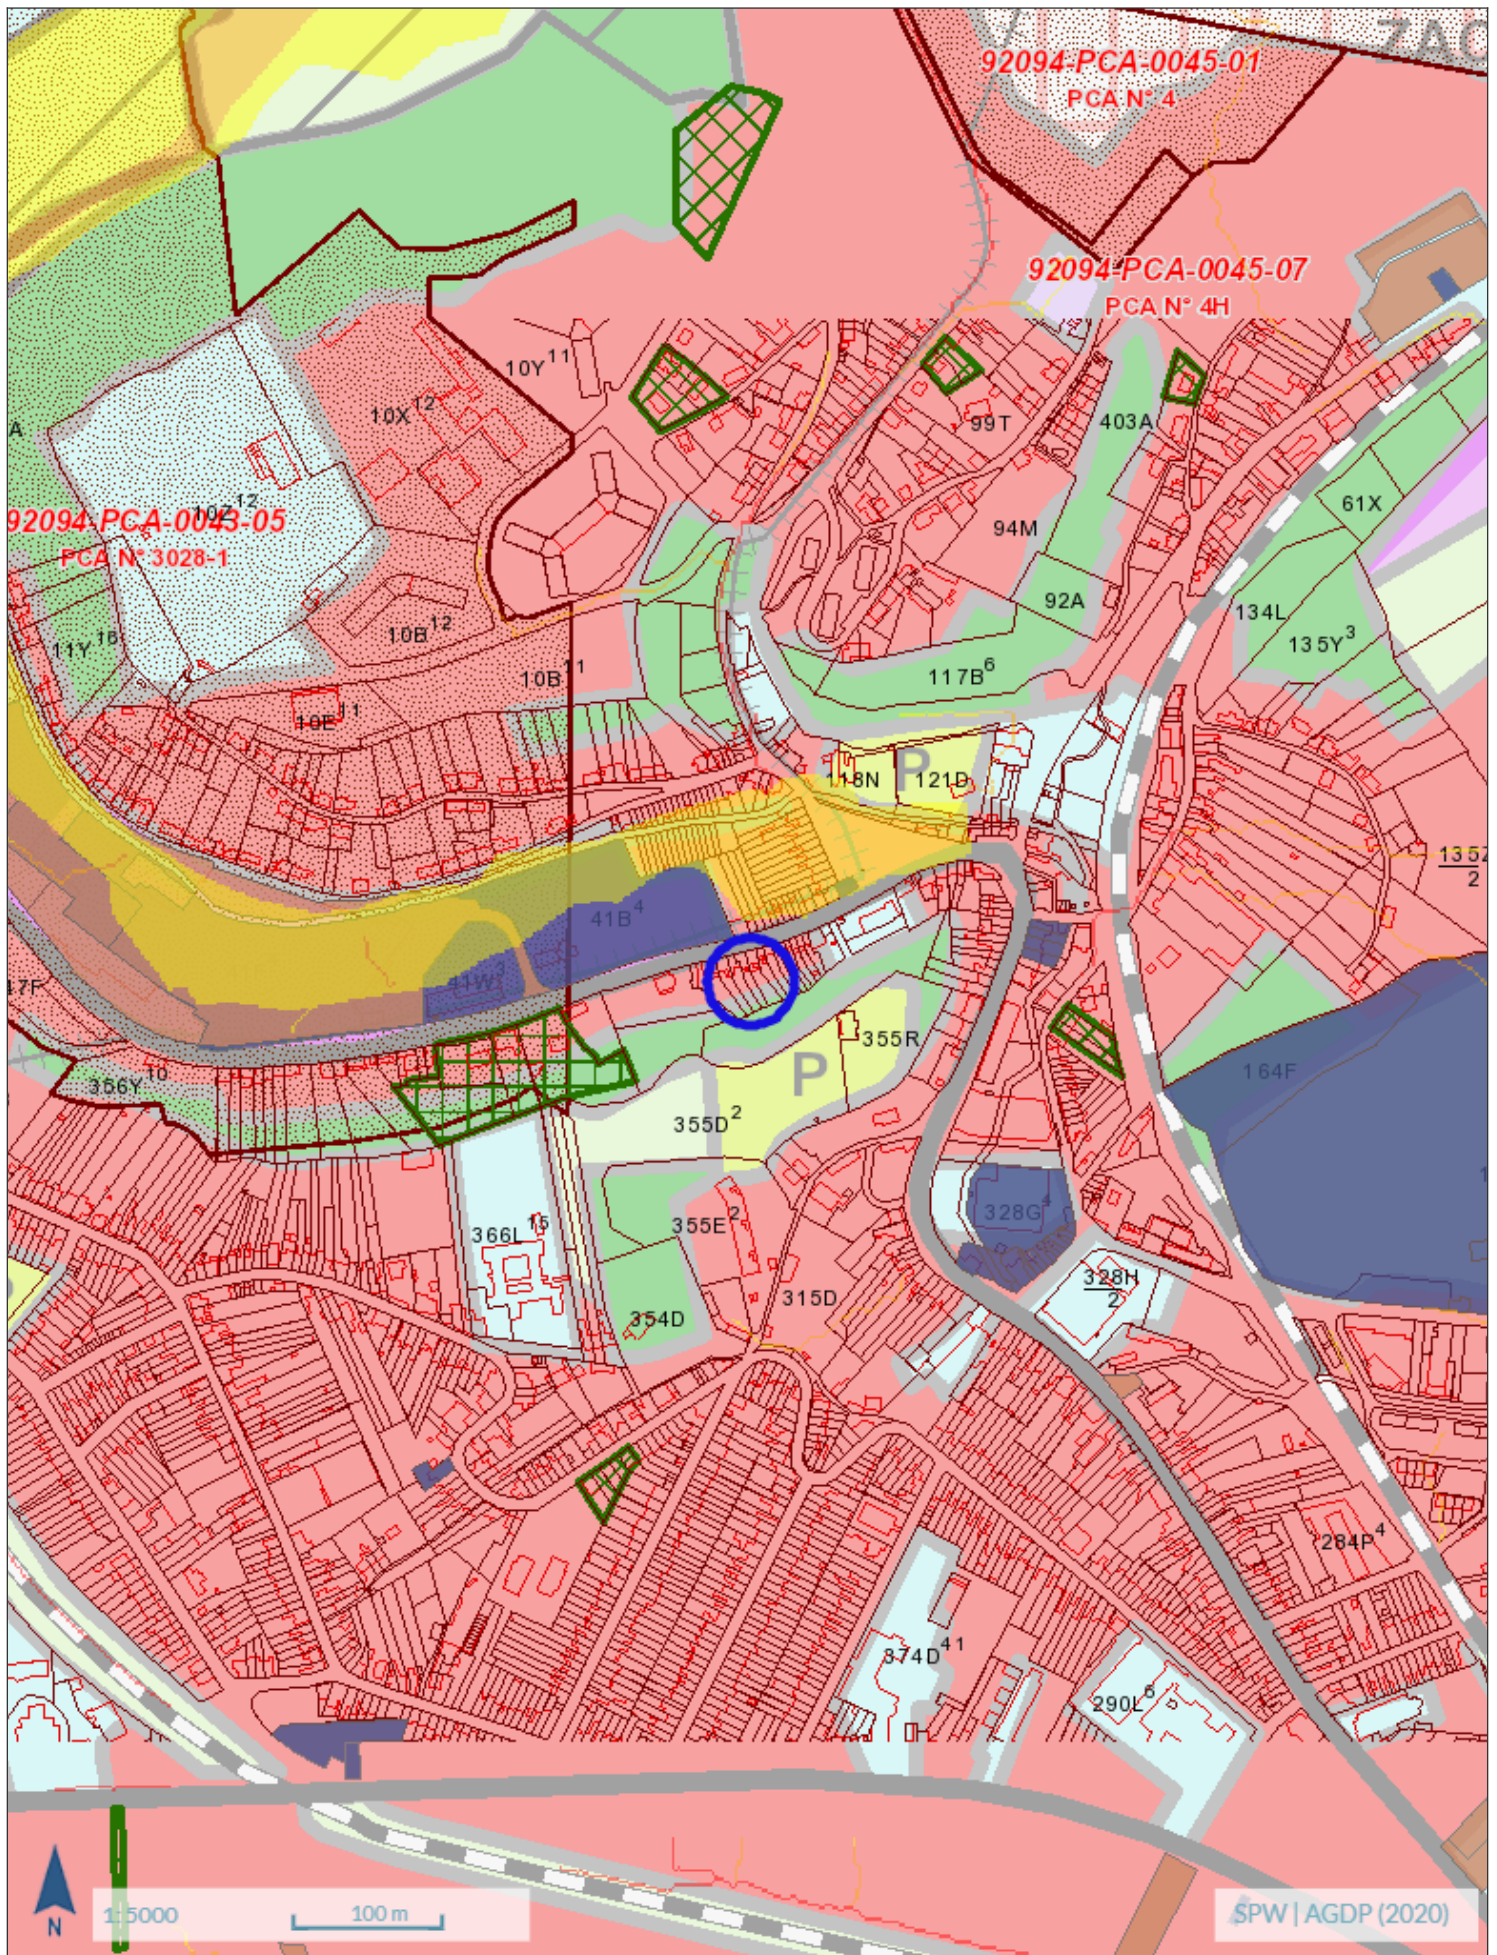 ZAC
92094-PCA-0045-01
PCA N° 4
92094-PCA-0045-07
PCA N° 4H
10Y¹¹
10X¹²
99T
403A
A
61X
10Z¹²
92094-PCA-0043-05
PCA N° 3028-1
94M
92A
134L
10B¹²
11Y¹⁶
135Y³
10B¹¹
117B⁶
10E¹¹
P
118N
121D
135Z
2
41B⁴
41W³
17F
355R
164F
P
356Y¹⁰
355D²
328G⁴
366L¹⁵
355E²
328H
2
315D
354D
284P⁴
374D⁴¹
290L⁶
N
1:5000
100 m
SPW | AGDP (2020)